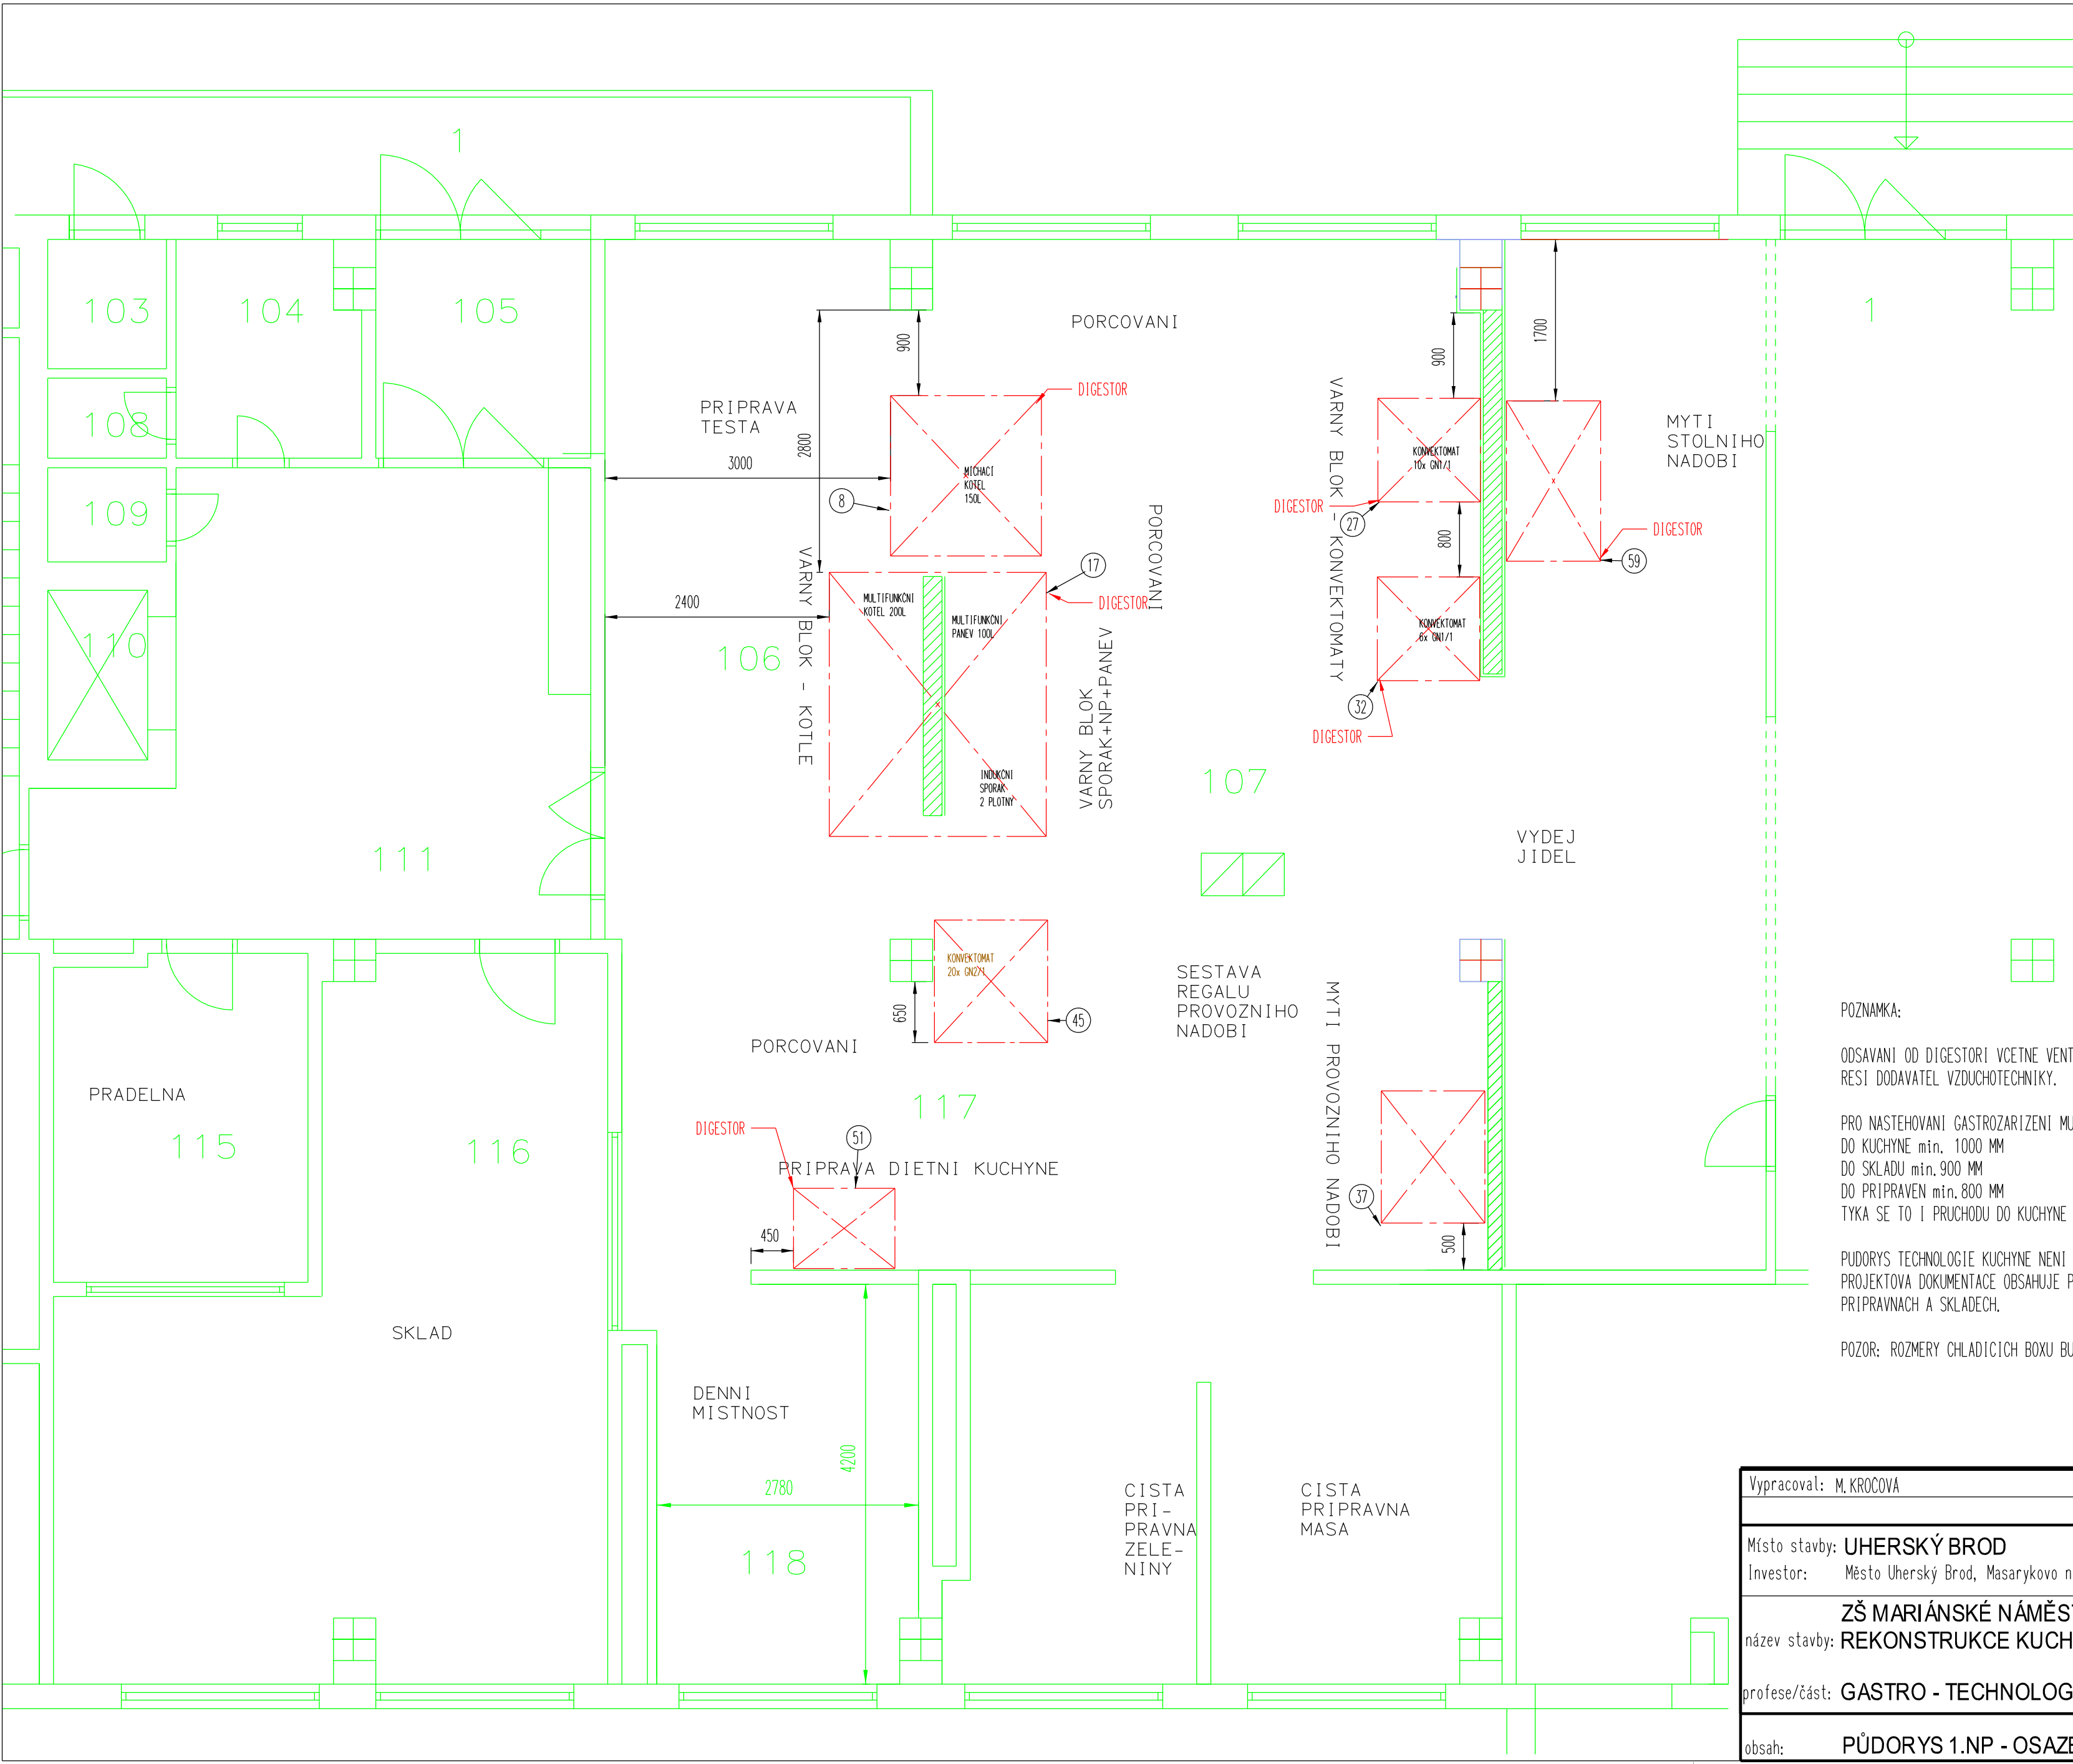 1
103
104
105
108
109
110
111
PRIPRAVA
TESTA
3000
2400
2800
900
8
MÍCHACÍ
KOTEL
150L
DIGESTOR
PORCOVANI
PORCOVANI
17
DIGESTOR
MULTIFUNKČNÍ
KOTEL 200L
MULTIFUNKČNÍ
PÁNEV 100L
INDUKČNÍ
SPORÁK
2 PLOTNY
106
VARNY BLOK - KOTLE
VARNY BLOK
SPORAK+NP+PANEV
VARNY BLOK - KONVEKTOMATY
900
KONVEKTOMAT
10x GN1/1
DIGESTOR
27
800
KONVEKTOMAT
6x GN1/1
32
DIGESTOR
1700
MYTI
STOLNIHO
NADOBI
DIGESTOR
59
1
107
VYDEJ
JIDEL
KONVEKTOMAT
20x GN2/1
650
45
SESTAVA
REGALU
PROVOZNIHO
NADOBI
MYTI PROVOZNIHO NADOBI
37
500
PORCOVANI
117
DIGESTOR
51
PRIPRAVA DIETNI KUCHYNE
450
PRADELNA
115
116
SKLAD
DENNI
MISTNOST
4200
2780
118
CISTA
PRI-
PRAVNA
ZELE-
NINY
CISTA
PRIPRAVNA
MASA
POZNAMKA:
ODSAVANI OD DIGESTORI VCETNE VENT
RESI DODAVATEL VZDUCHOTECHNIKY.
PRO NASTEHOVANI GASTROZARIZENI MU
DO KUCHYNE min. 1000 MM
DO SKLADU min.900 MM
DO PRIPRAVEN min.800 MM
TYKA SE TO I PRUCHODU DO KUCHYNE
PUDORYS TECHNOLOGIE KUCHYNE NENI
PROJEKTOVA DOKUMENTACE OBSAHUJE P
PRIPRAVNACH A SKLADECH.
POZOR: ROZMERY CHLADICICH BOXU BU
Vypracoval: M.KROČOVÁ
Místo stavby: UHERSKÝ BROD
Investor: Město Uherský Brod, Masarykovo n
ZŠ MARIÁNSKÉ NÁMĚS
název stavby: REKONSTRUKCE KUCH
profese/část: GASTRO - TECHNOLOG
obsah: PŮDORYS 1.NP - OSAZE